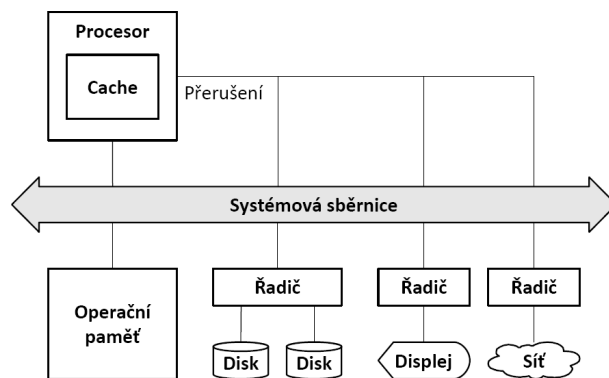 Procesor
Cache
Přerušení
Systémová sběrnice
Operační
paměť
Řadič
Řadič
Řadič
Disk
Disk
Displej
Síť